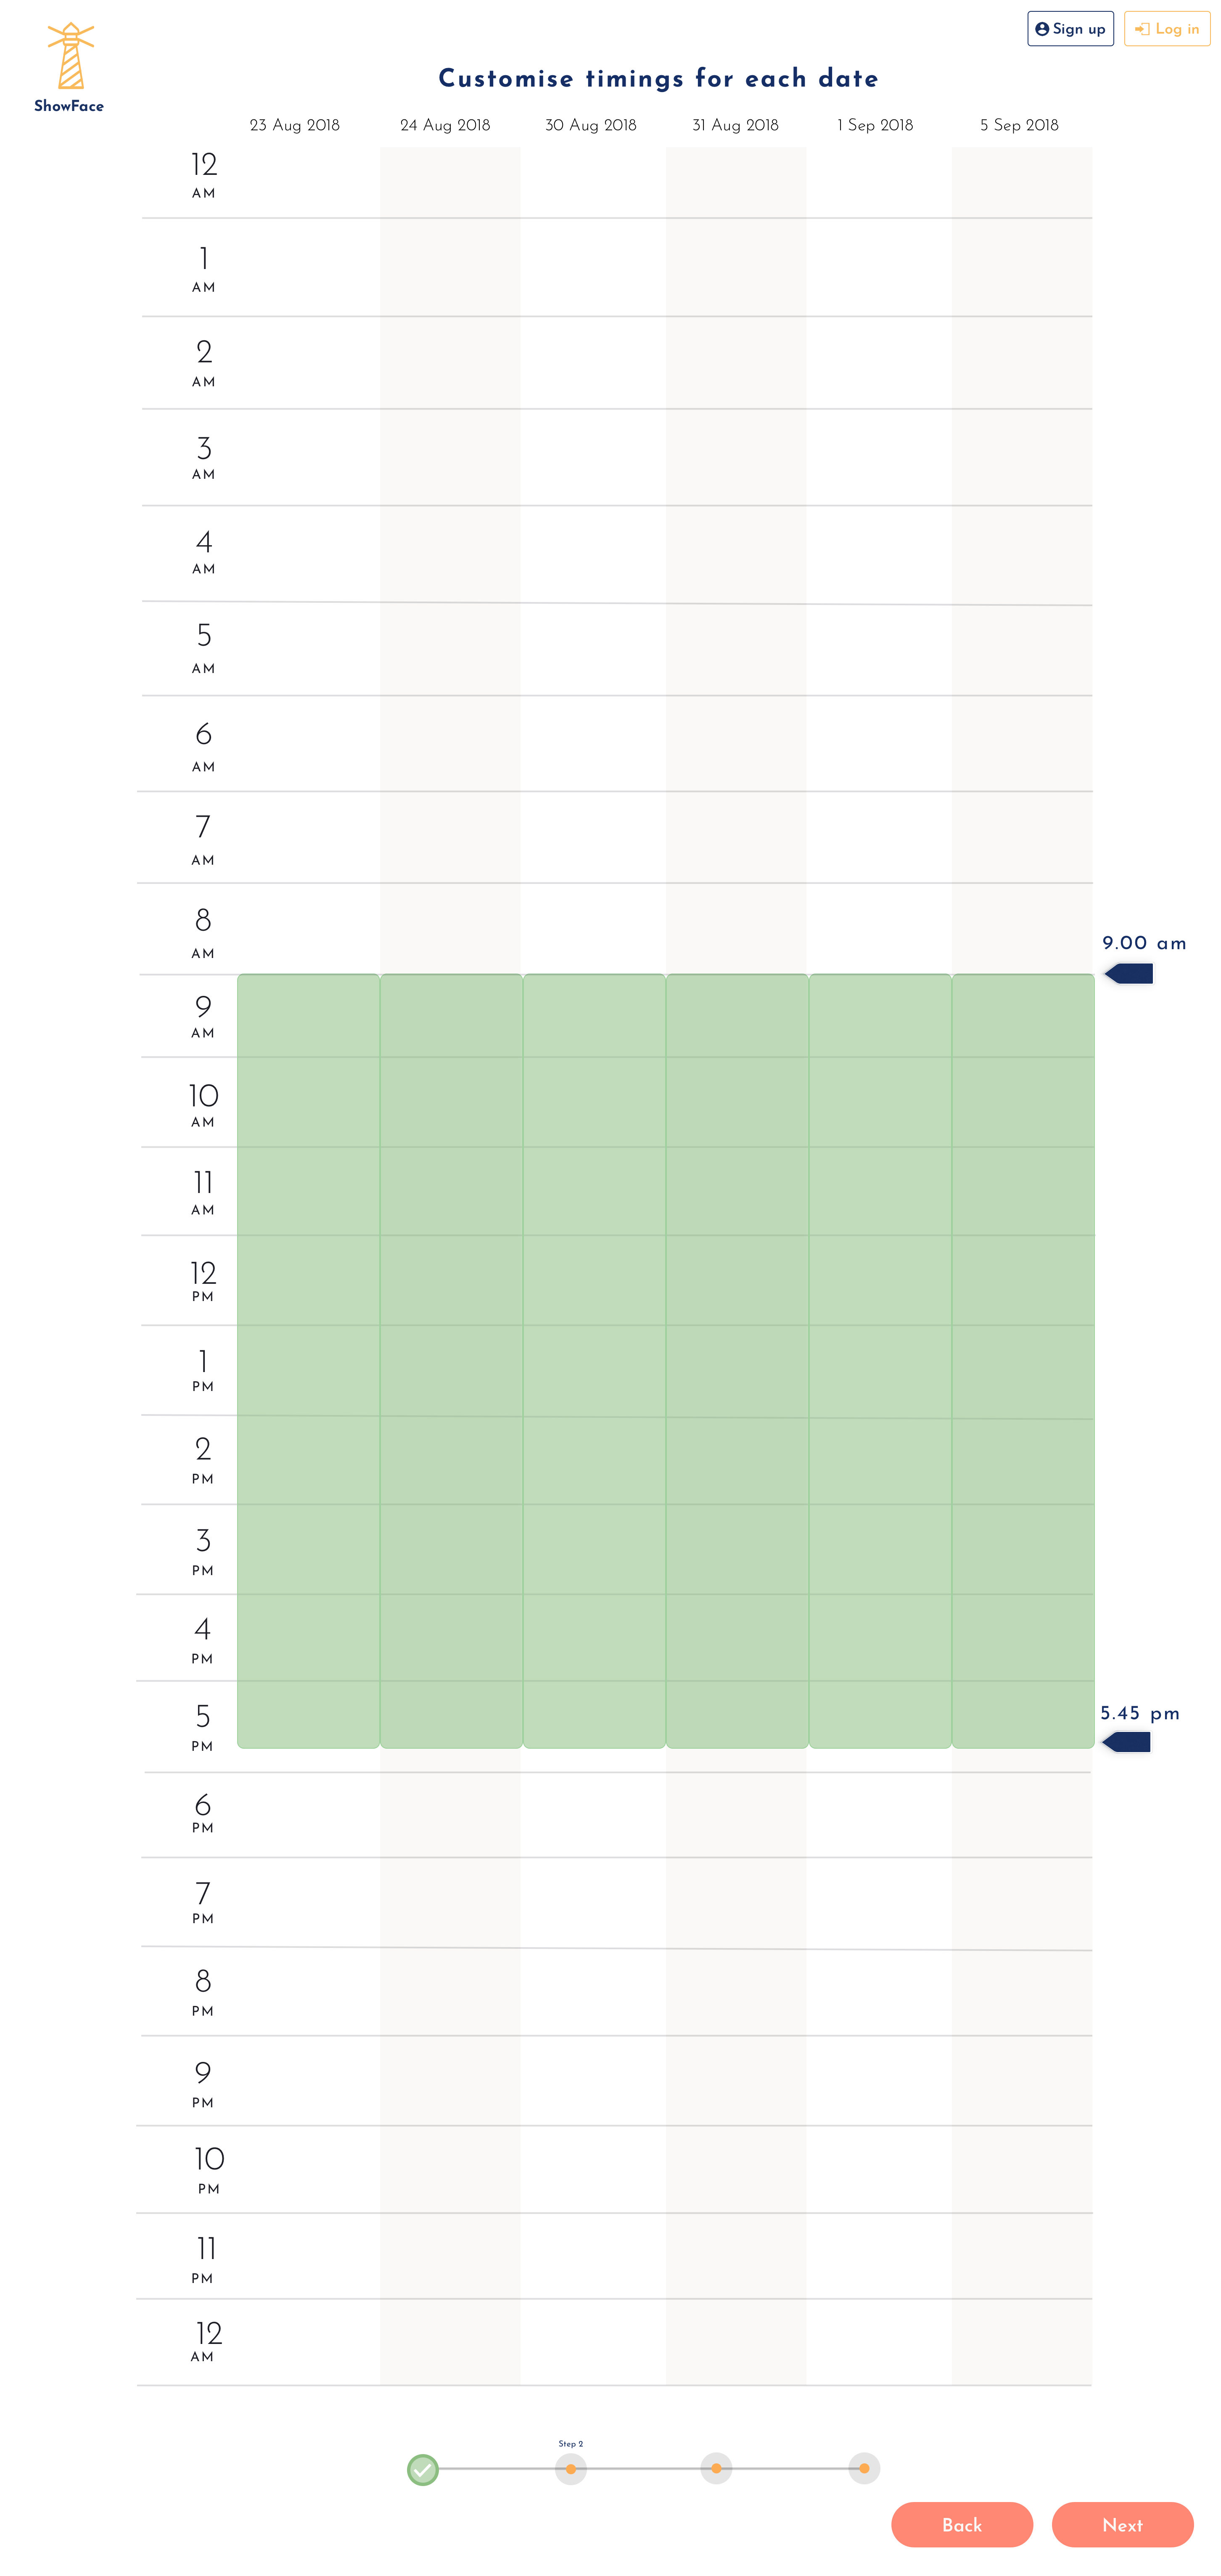 Sign up
Log in
ShowFace
Customise timings for each date
23 Aug 2018 24 Aug 2018 30 Aug 2018 31 Aug 2018 1 Sep 2018 5 Sep 2018
12
AM
1
AM
2
AM
3
AM
4
AM
5
AM
6
AM
7
AM
8
AM
9.00 am
9
AM
10
AM
11
AM
12
PM
1
PM
2
PM
3
PM
4
PM
5
PM
5.45 pm
6
PM
7
PM
8
PM
9
PM
10
PM
11
PM
12
AM
Step 2
Back
Next